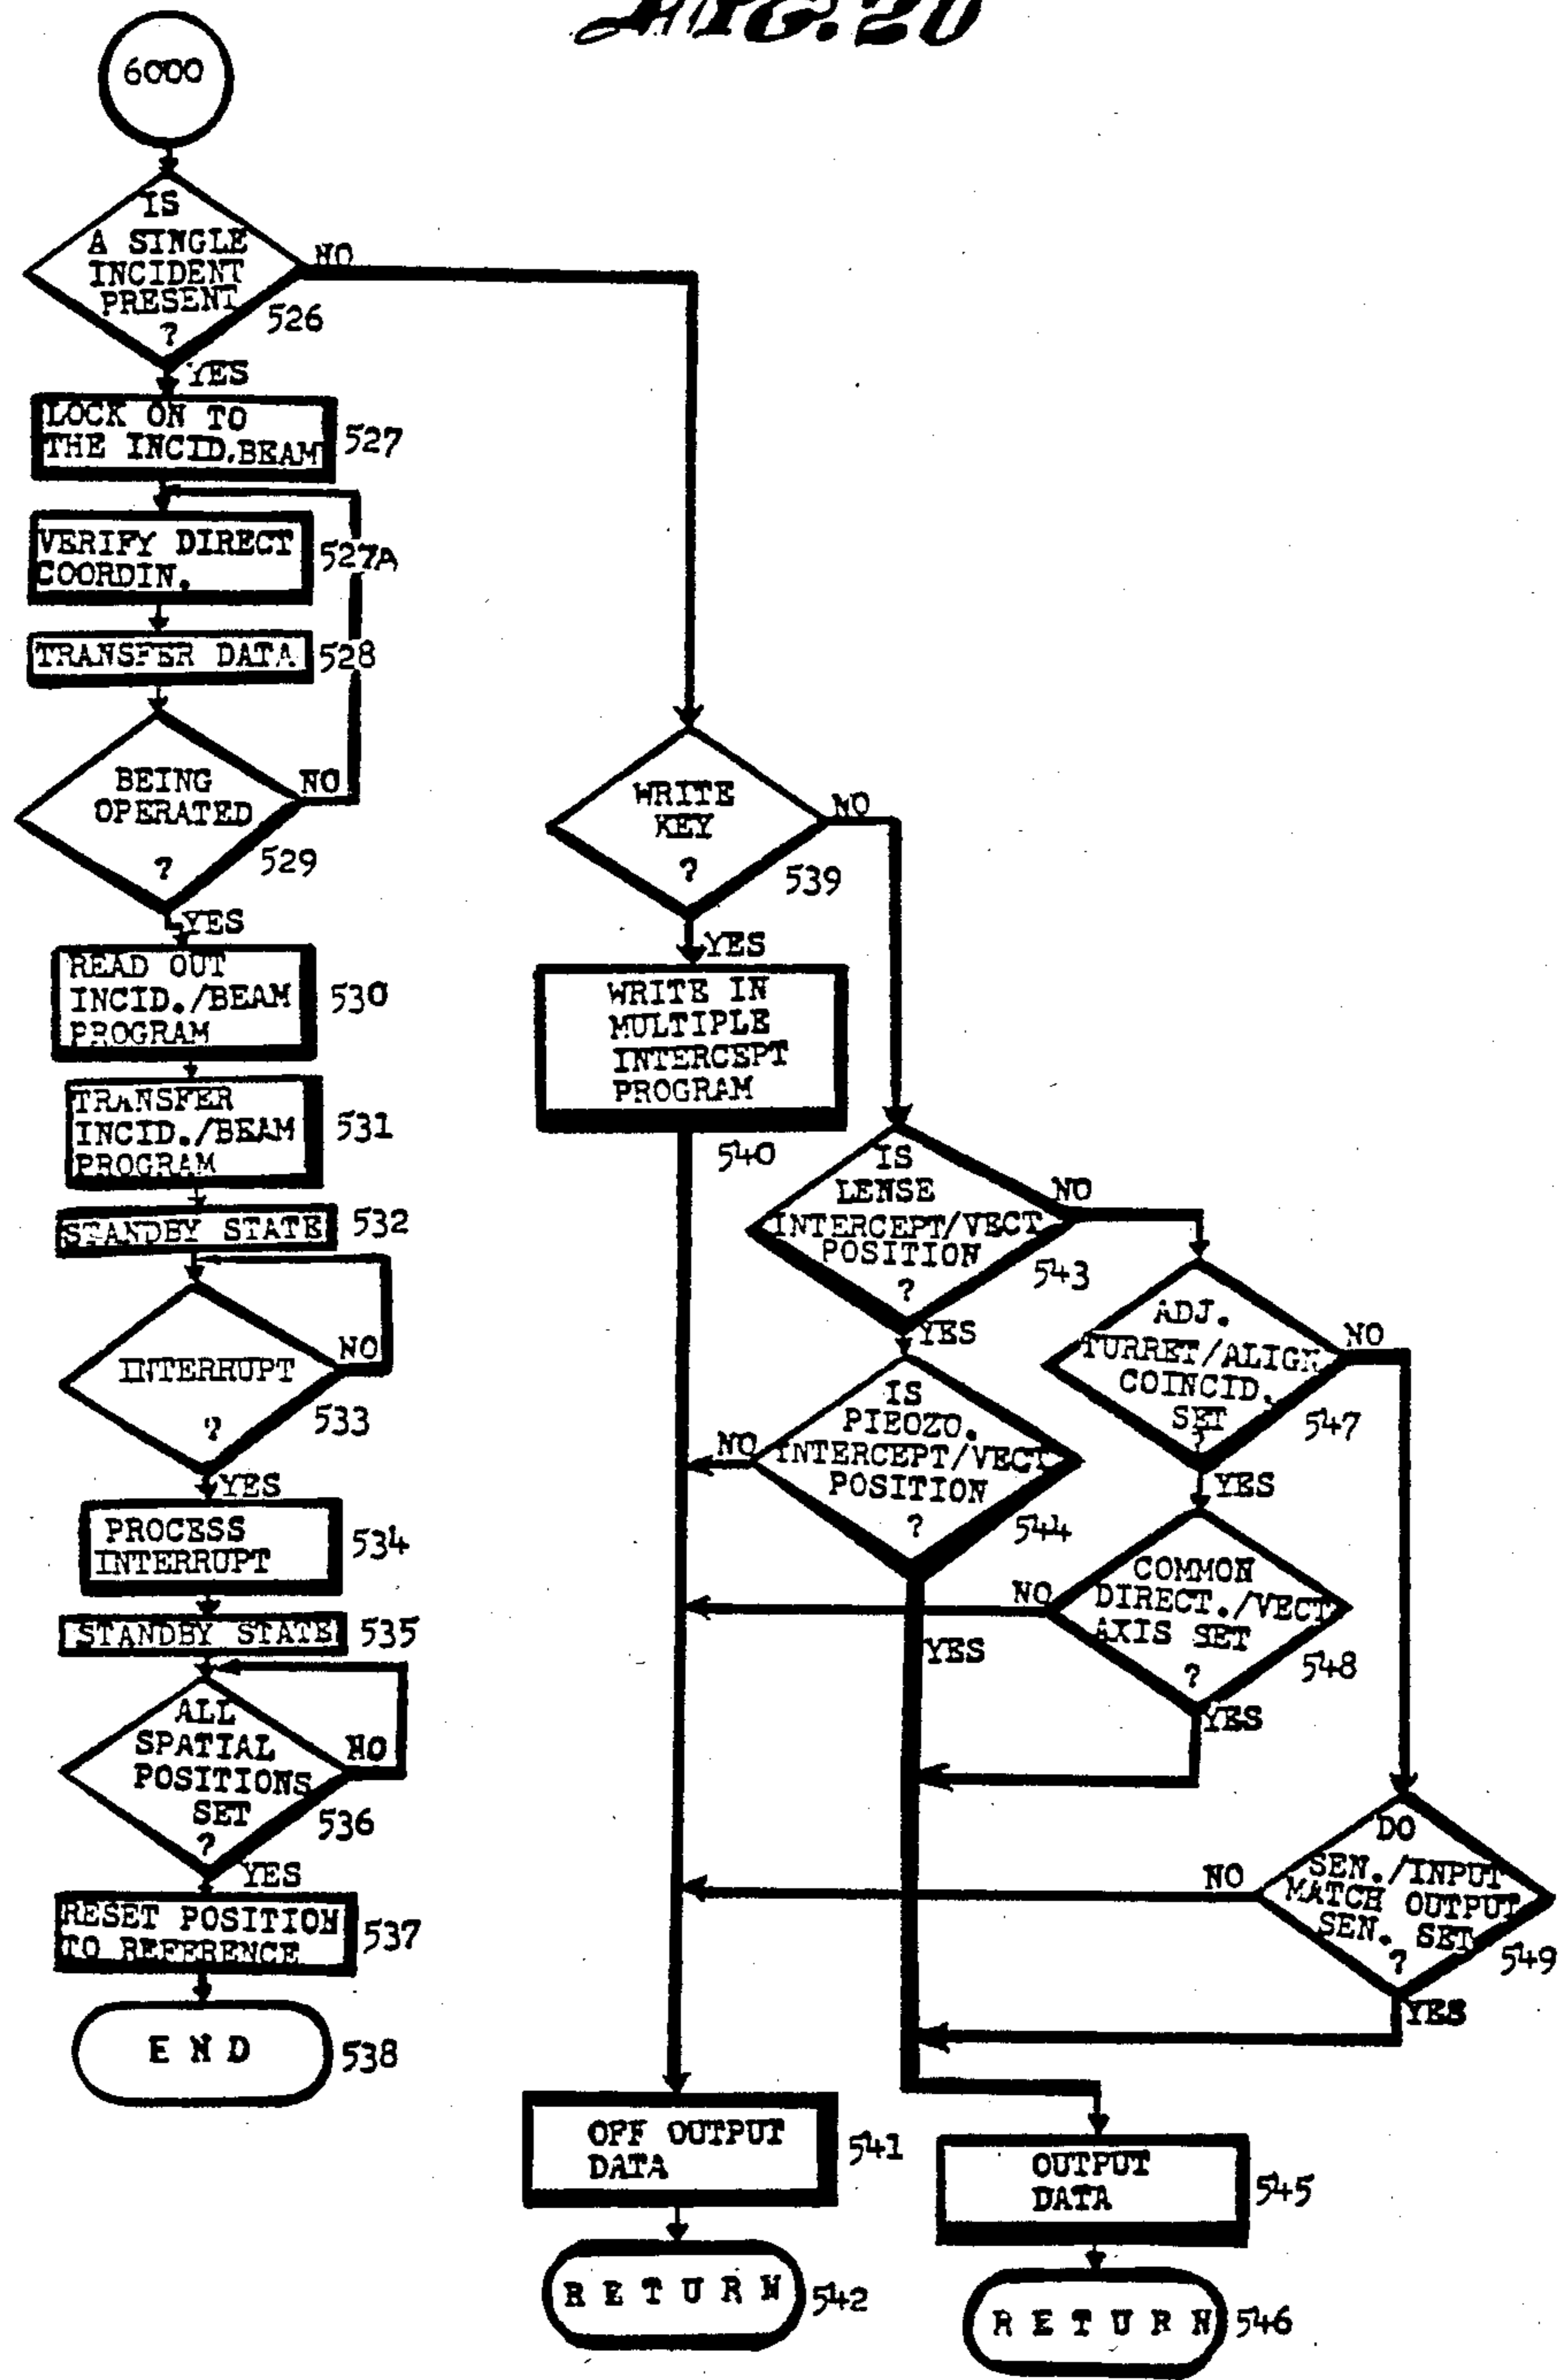 FIG. 20
6000
IS
A SINGLE
INCIDENT
PRESENT
?
526
NO
YES
LOCK ON TO
THE INCID.BEAM
527
VERIFY DIRECT
COORDIN.
527A
TRANSFER DATA
528
BEING
OPERATED
?
529
NO
YES
READ OUT
INCID./BEAM
PROGRAM
530
TRANSFER
INCID./BEAM
PROGRAM
531
STANDBY STATE
532
INTERRUPT
?
533
NO
YES
PROCESS
INTERRUPT
534
STANDBY STATE
535
ALL
SPATIAL
POSITIONS
SET
?
536
NO
YES
RESET POSITION
TO REFERENCE
537
END
538
WRITE
KEY
?
539
NO
YES
WRITE IN
MULTIPLE
INTERCEPT
PROGRAM
540
IS
LENSE
INTERCEPT/VECT
POSITION
?
543
NO
YES
IS
PIEOZO.
INTERCEPT/VECT
POSITION
?
544
NO
YES
ADJ.
TURRET/ALIGN
COINCID.
SET
?
547
NO
YES
COMMON
DIRECT./VECT
AXIS SET
?
548
NO
YES
DO
SEN./INPUT
MATCH OUTPUT
SEN. SET
?
549
NO
YES
OFF OUTPUT
DATA
541
RETURN
542
OUTPUT
DATA
545
RETURN
546